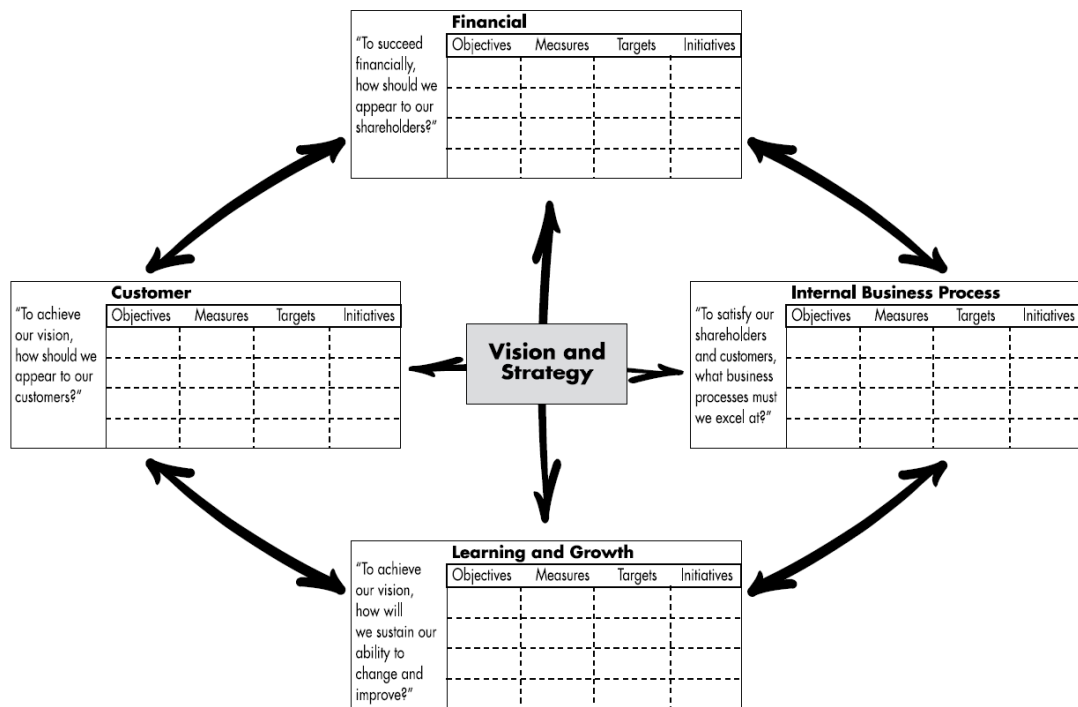 Financial
"To succeed
financially,
how should we
appear to our
shareholders?"
Objectives Measures Targets Initiatives
Customer
"To achieve
our vision,
how should we
appear to our
customers?"
Objectives Measures Targets Initiatives
Vision and
Strategy
Internal Business Process
"To satisfy our
shareholders
and customers,
what business
processes must
we excel at?"
Objectives Measures Targets Initiatives
Learning and Growth
"To achieve
our vision,
how will
we sustain our
ability to
change and
improve?"
Objectives Measures Targets Initiatives